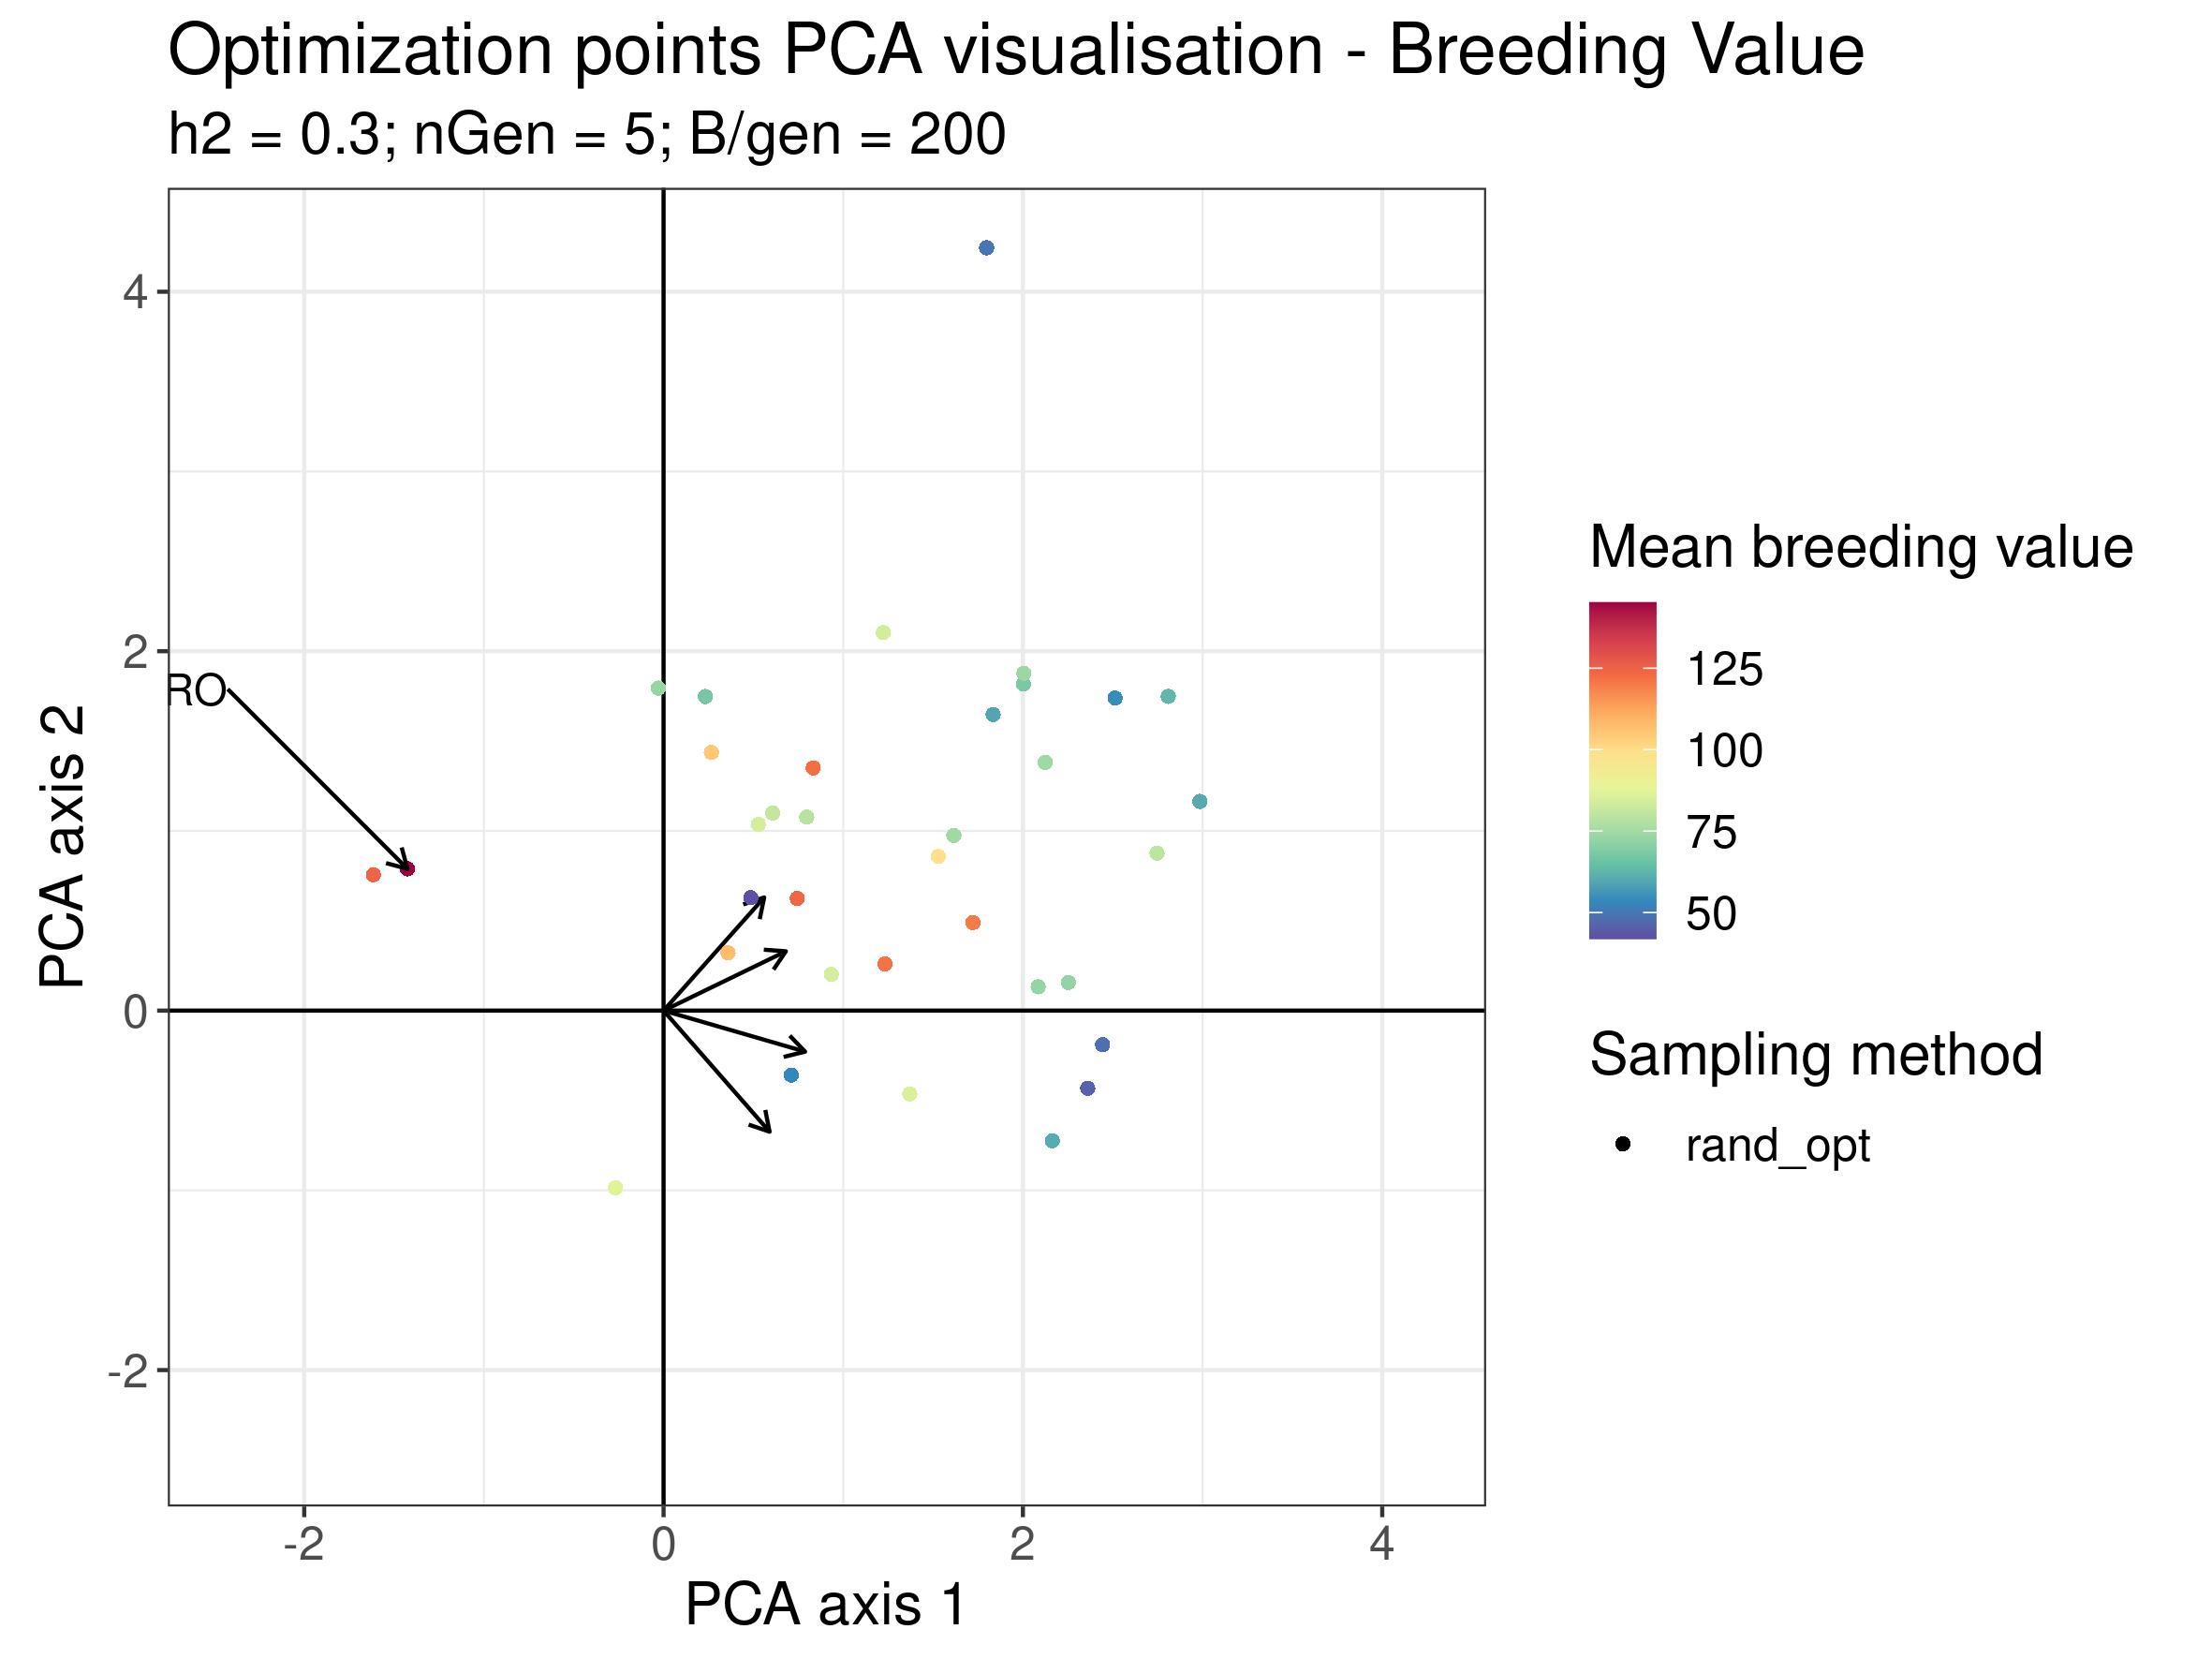 Optimization points PCA visualisation - Breeding Value
h2 = 0.3; nGen = 5; B/gen = 200
4
2
0
-2
PCA axis 2
RO
-2
0
2
4
PCA axis 1
Mean breeding value
125
100
75
50
Sampling method
rand_opt